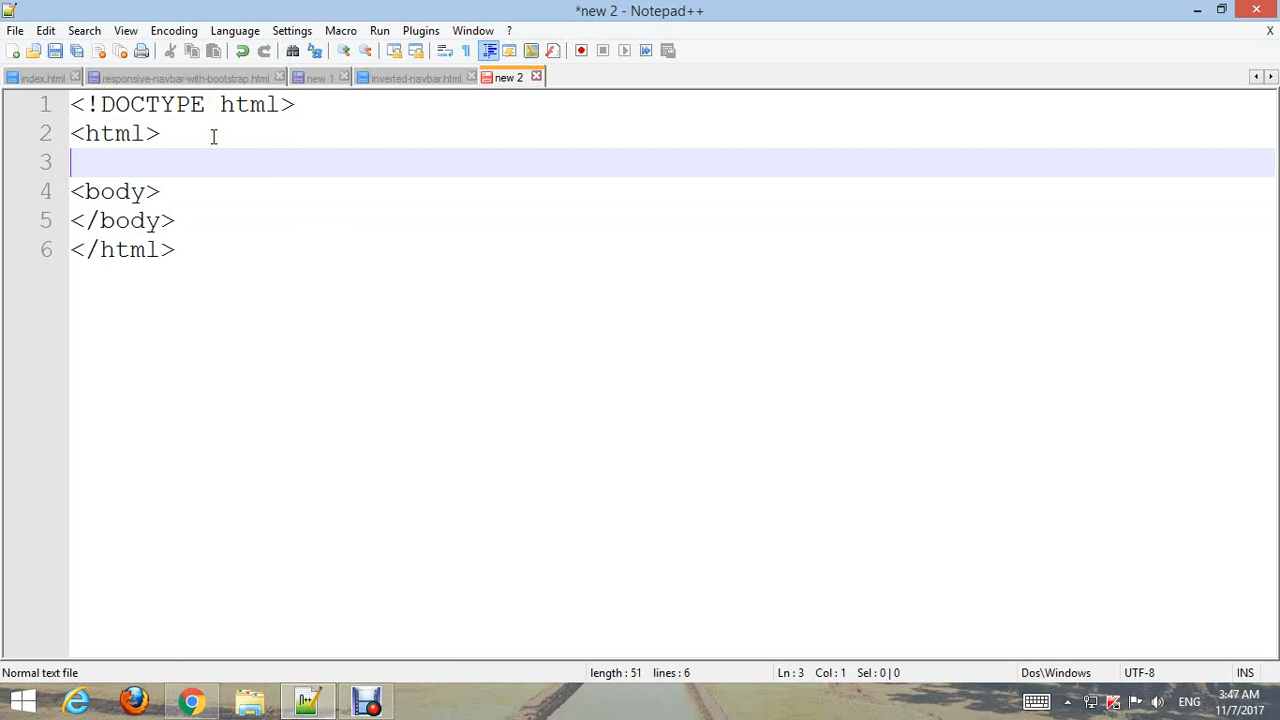 *new 2 - Notepad++
File Edit Search View Encoding Language Settings Macro Run Plugins Window ? X
index.html responsive-navbar-with-bootstrap.html new 1 inverted-navbar.html new 2
1 <!DOCTYPE html>
2 <html>
3
4 <body>
5 </body>
6 </html>
Normal text file length : 51 lines : 6 Ln : 3 Col : 1 Sel : 0 | 0 Dos\Windows UTF-8 INS
ENG 3:47 AM
11/7/2017